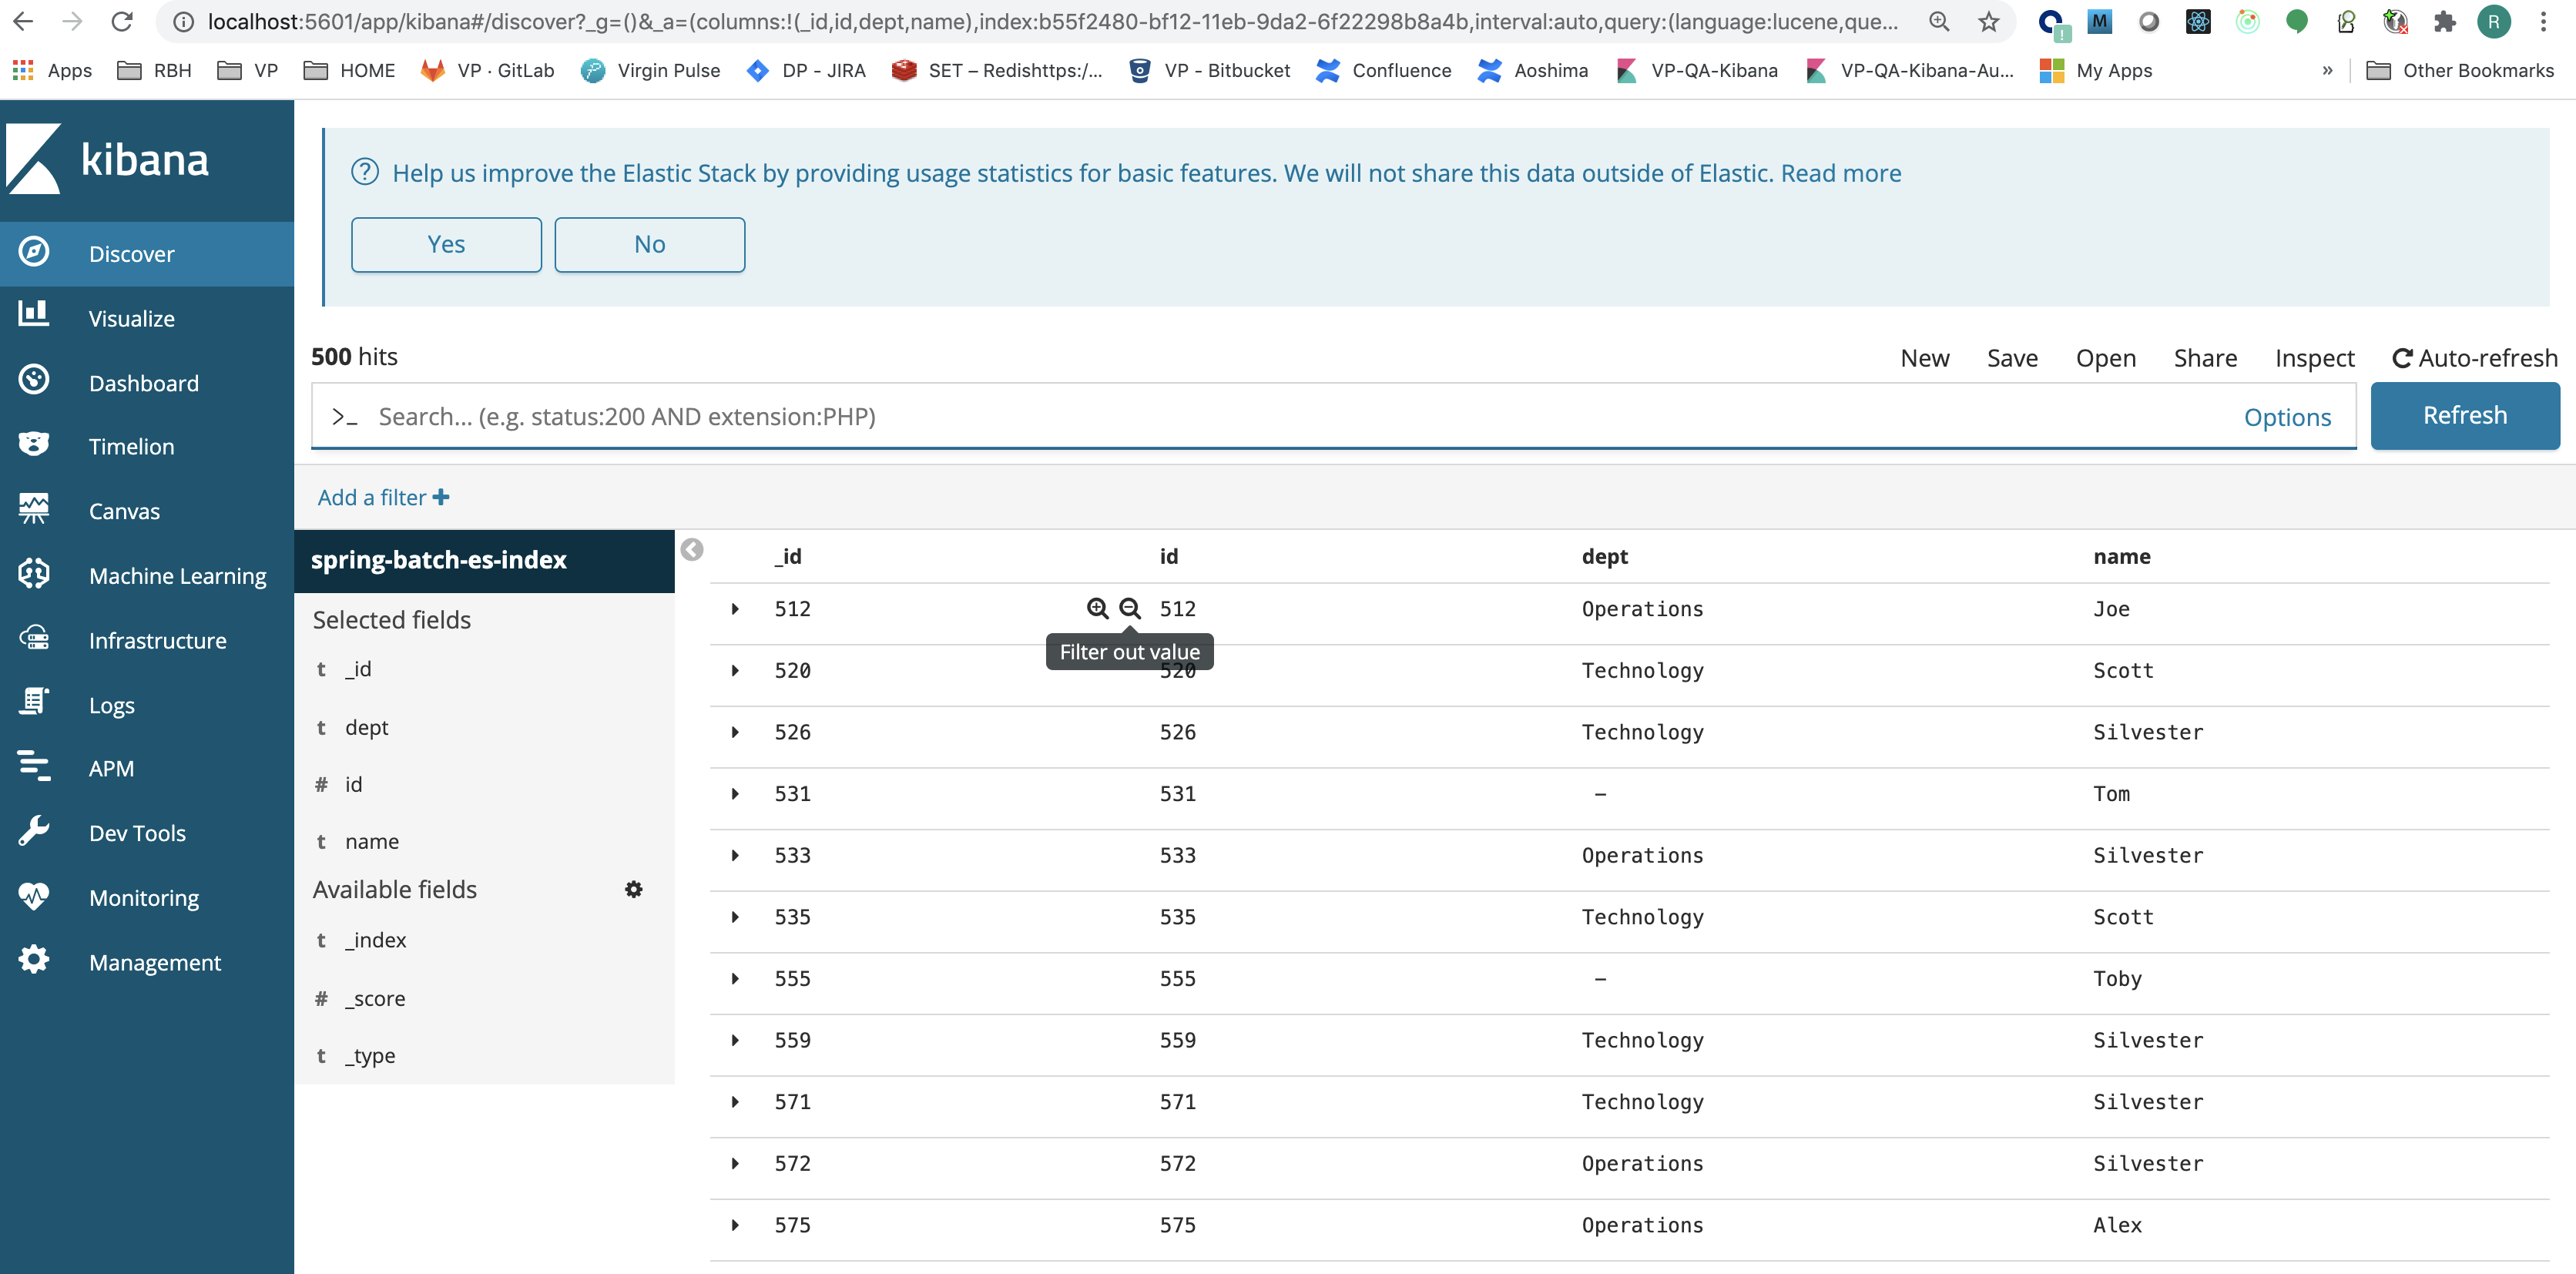 localhost:5601/app/kibana#/discover?_g=()&_a=(columns:!(_id,id,dept,name),index:b55f2480-bf12-11eb-9da2-6f22298b8a4b,interval:auto,query:(language:lucene,que...
M
!
R
Apps RBH VP HOME VP · GitLab Virgin Pulse DP - JIRA SET – Redishttps:/... VP - Bitbucket Confluence Aoshima VP-QA-Kibana VP-QA-Kibana-Au... My Apps » Other Bookmarks
kibana
Discover
Visualize
Dashboard
Timelion
Canvas
Machine Learning
Infrastructure
Logs
APM
Dev Tools
Monitoring
Management
Help us improve the Elastic Stack by providing usage statistics for basic features. We will not share this data outside of Elastic. Read more
Yes No
500 hits
New Save Open Share Inspect Auto-refresh
>_ Search... (e.g. status:200 AND extension:PHP) Options Refresh
Add a filter +
spring-batch-es-index
Selected fields
t _id
t dept
# id
t name
Available fields
t _index
# _score
t _type
_id id dept name
512 512 Operations Joe
Filter out value
520 520 Technology Scott
526 526 Technology Silvester
531 531 – Tom
533 533 Operations Silvester
535 535 Technology Scott
555 555 – Toby
559 559 Technology Silvester
571 571 Technology Silvester
572 572 Operations Silvester
575 575 Operations Alex